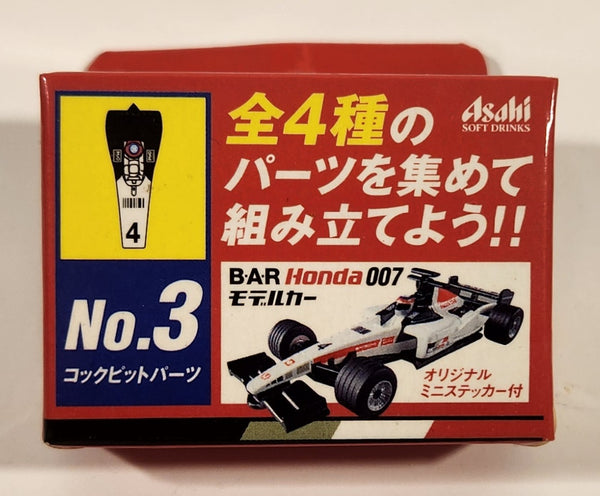 全4種の
パーツを集めて
組み立てよう!!
Asahi
SOFT DRINKS
4
No.3
コックピットパーツ
B·A·R Honda 007
モデルカー
オリジナル
ミニステッカー付